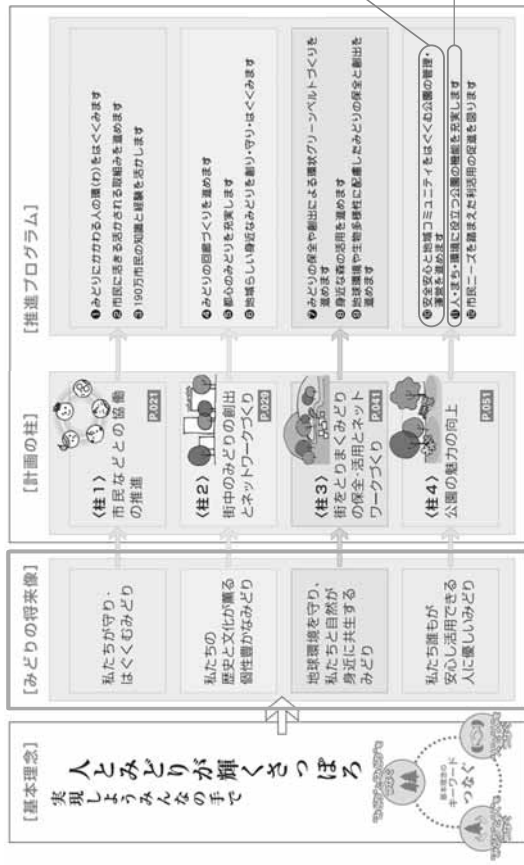 [基本理念]
実現しようみんなの手で
人とみどりが輝くさっぽろ
基本理念の
キーワード
つなぐ
[みどりの将来像]
私たちが守り・
はぐくむみどり
私たちの
歴史と文化が薫る
個性豊かなみどり
地球環境を守り、
私たちと自然が
身近に共生する
みどり
私たち誰もが
安心し活用できる
人に優しいみどり
[計画の柱]
〈柱1〉
市民などとの協働
の推進
P.021
〈柱2〉
街中のみどりの創出
とネットワークづくり
P.029
〈柱3〉
街をとりまくみどり
の保全・活用とネット
ワークづくり
P.041
〈柱4〉
公園の魅力の向上
P.051
[推進プログラム]
❶みどりにかかわる人の環(わ)をはぐくみます
❷市民に活き活かされる取組みを進めます
❸190万市民の知識と経験を活かします
❹みどりの回廊づくりを進めます
❺都心のみどりを充実します
❻地域らしい身近なみどりを創り・守り・はぐくみます
❼みどりの保全や創出による環状グリーンベルトづくりを
進めます
❽身近な森の活用を進めます
❾地球環境や生物多様性に配慮したみどりの保全と創出を
進めます
❿安全安心と地域コミュニティをはぐくむ公園の管理・
運営を進めます
⓫人・まち・環境に役立つ公園の機能を充実します
⓬市民ニーズを踏まえた利活用の促進を図ります